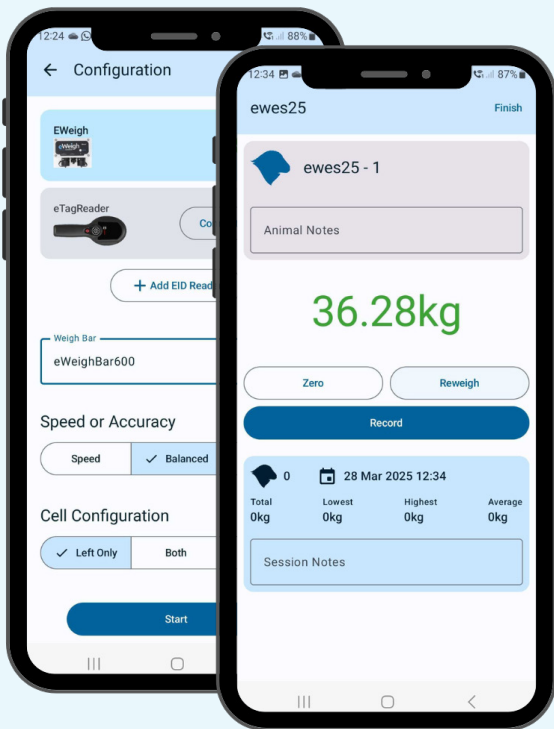 12:24
88%
Configuration
EWeigh
eWeigh
eTagReader
Co
+ Add EID Read
Weigh Bar
eWeighBar600
Speed or Accuracy
Speed
Balanced
Cell Configuration
Left Only
Both
Start
12:34
87%
ewes25
Finish
ewes25 - 1
Animal Notes
36.28kg
Zero
Reweigh
Record
0
28 Mar 2025 12:34
Total
Lowest
Highest
Average
0kg
0kg
0kg
0kg
Session Notes